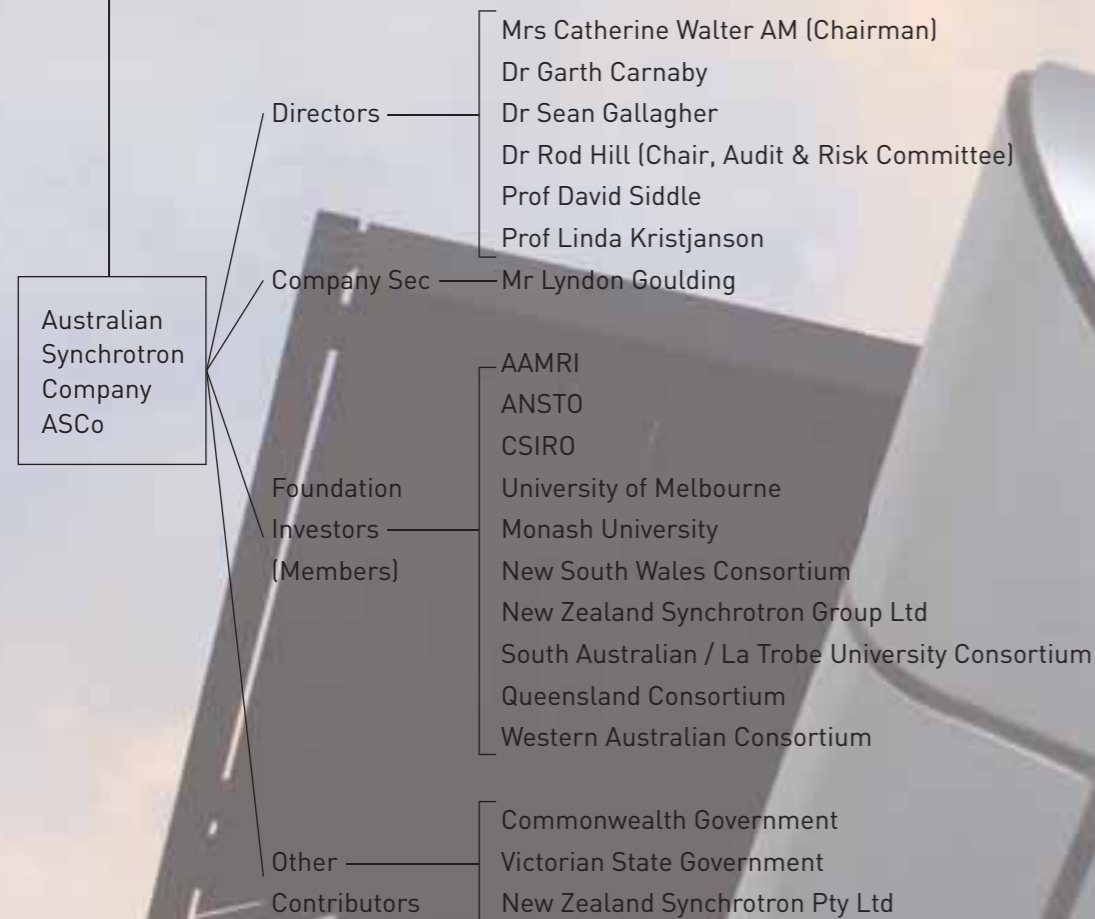 Australian
Synchrotron
Company
ASCo
Directors
Mrs Catherine Walter AM (Chairman)
Dr Garth Carnaby
Dr Sean Gallagher
Dr Rod Hill (Chair, Audit & Risk Committee)
Prof David Siddle
Prof Linda Kristjanson
Company Sec
Mr Lyndon Goulding
Foundation
Investors
(Members)
AAMRI
ANSTO
CSIRO
University of Melbourne
Monash University
New South Wales Consortium
New Zealand Synchrotron Group Ltd
South Australian / La Trobe University Consortium
Queensland Consortium
Western Australian Consortium
Other
Contributors
Commonwealth Government
Victorian State Government
New Zealand Synchrotron Pty Ltd